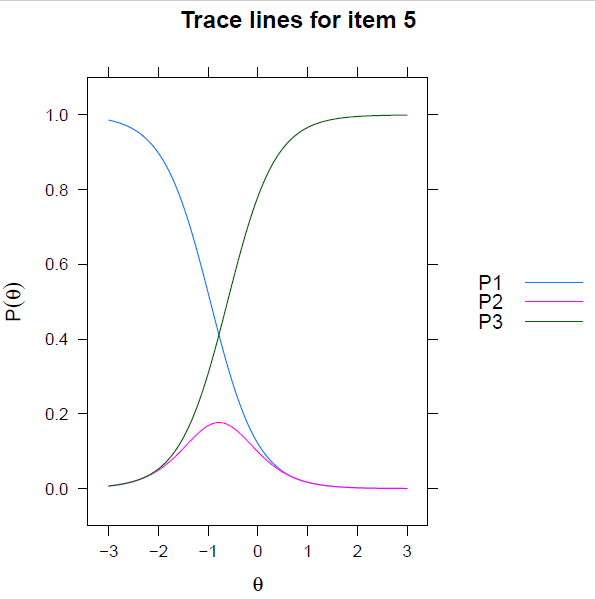 Trace lines for item 5
P(θ)
1.0
0.8
0.6
0.4
0.2
0.0
−3 −2 −1 0 1 2 3
θ
P1
P2
P3